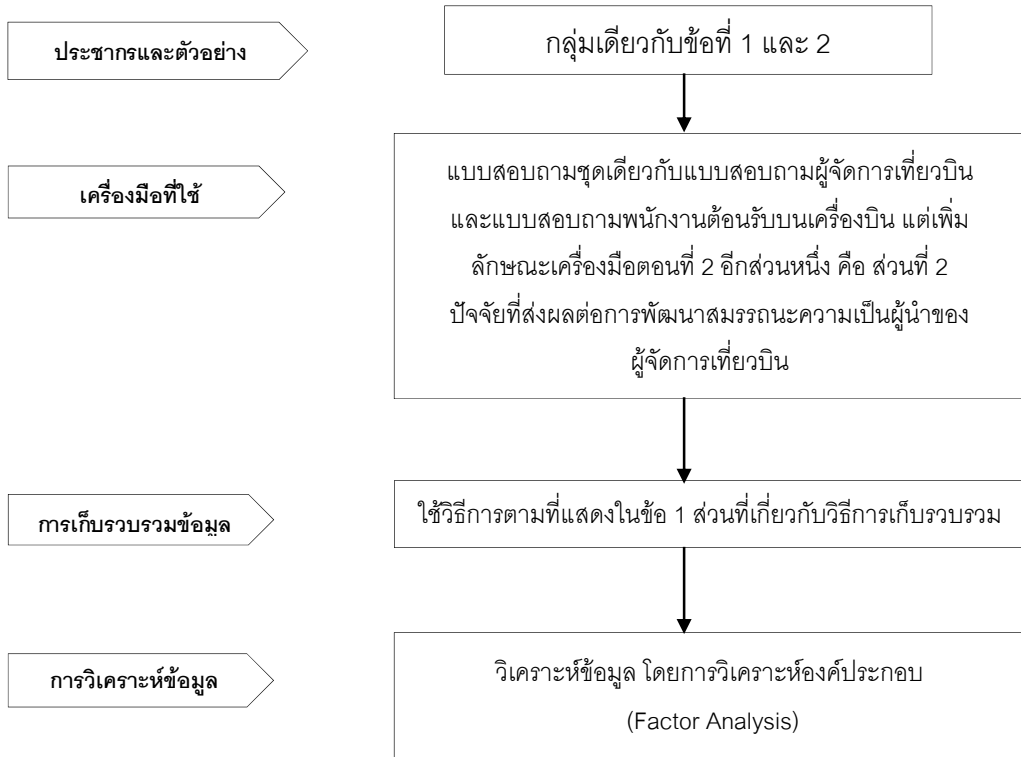 ประชากรและตัวอย่าง
กลุ่มเดียวกับข้อที่ 1 และ 2
เครื่องมือที่ใช้
แบบสอบถามชุดเดียวกับแบบสอบถามผู้จัดการเที่ยวบิน
และแบบสอบถามพนักงานต้อนรับบนเครื่องบิน แต่เพิ่ม
ลักษณะเครื่องมือตอนที่ 2 อีกส่วนหนึ่ง คือ ส่วนที่ 2
ปัจจัยที่ส่งผลต่อการพัฒนาสมรรถนะความเป็นผู้นำของ
ผู้จัดการเที่ยวบิน
การเก็บรวบรวมข้อมูล
ใช้วิธีการตามที่แสดงในข้อ 1 ส่วนที่เกี่ยวกับวิธีการเก็บรวบรวม
การวิเคราะห์ข้อมูล
วิเคราะห์ข้อมูล โดยการวิเคราะห์องค์ประกอบ
(Factor Analysis)